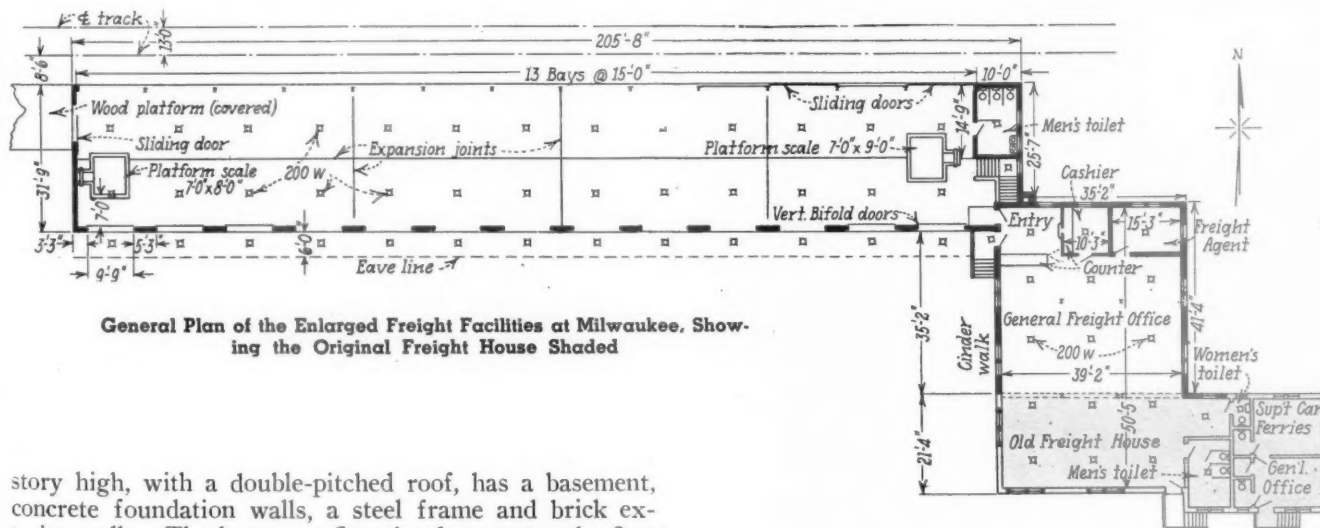 ℄ track
13'-0"
205'-8"
8'-6"
13 Bays @ 15'-0"
10'-0"
N
Wood platform (covered)
Sliding doors
14'-9"
Men's toilet
Sliding door
Expansion joints
Platform scale 7'-0"x 9'-0"
25'-7"
31'-9"
Platform scale
7'-0"x 8'-0"
200 w
Cashier
35'-2"
7'-0"
Vert. Bifold doors
Entry
15'-3"
Freight
Agent
3'-3"
5'-3"
6'-0"
10'-3"
Eave line
Counter
9'-9"
General Plan of the Enlarged Freight Facilities at Milwaukee, Show-
ing the Original Freight House Shaded
35'-2"
Cinder
walk
General Freight Office
41'-4"
200 w
Women's
toilet
39'-2"
50'-5"
Sup't Car
Ferries
21'-4"
Old Freight House
Men's toilet
Gen'l.
Office
story high, with a double-pitched roof, has a basement,
concrete foundation walls, a steel frame and brick ex-